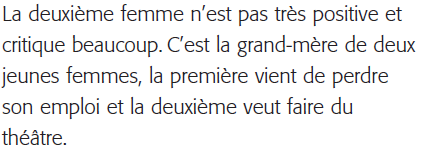 La deuxième femme n’est pas très positive et
critique beaucoup. C’est la grand-mère de deux
jeunes femmes, la première vient de perdre
son emploi et la deuxième veut faire du
théâtre.